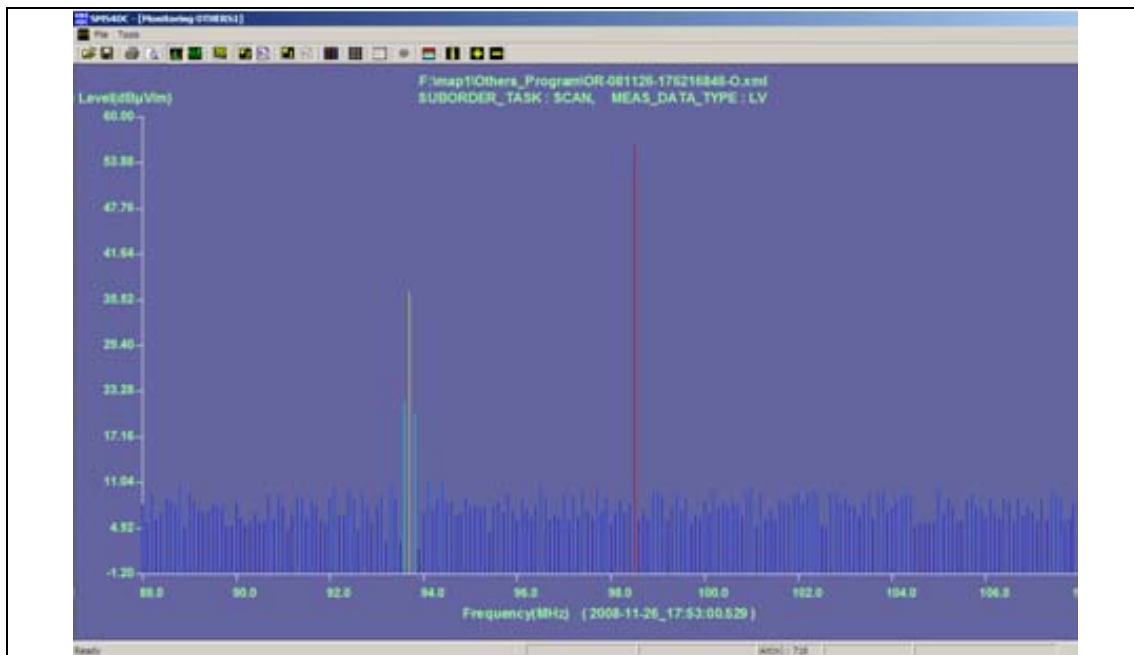 SMS4DC - [Monitoring OTHERS1]
File Tools
F:\map1\Others_Program\OR-081126-175216848-O.xml
Level(dBµV/m)
SUBORDER_TASK : SCAN, MEAS_DATA_TYPE : LV
60.00
53.88
47.76
41.64
35.52
29.40
23.28
17.16
11.04
4.92
-1.20
88.0 90.0 92.0 94.0 96.0 98.0 100.0 102.0 104.0 106.0
Frequency(MHz) ( 2008-11-26_17:53:00.529 )
Ready